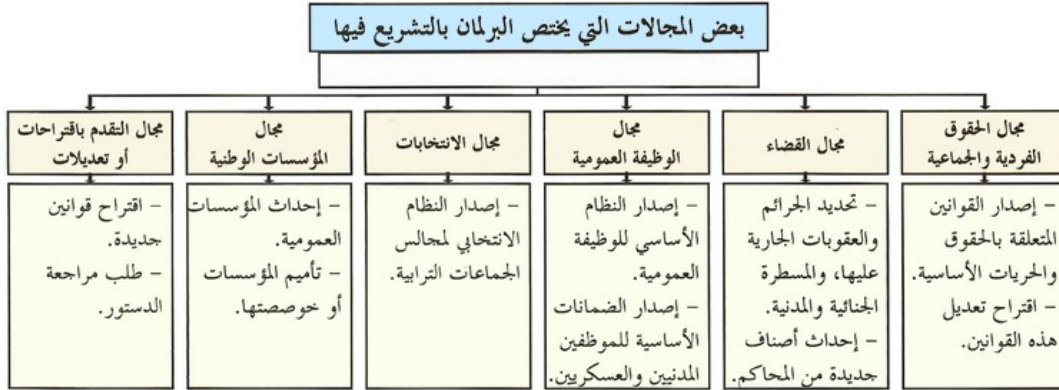 بعض المجالات التي يختص البرلمان بالتشريع فيها
مجال الحقوق
الفردية والجماعية
– إصدار القوانين
المتعلقة بالحقوق
والحريات الأساسية.
– اقتراح تعديل
هذه القوانين.
مجال القضاء
– تحديد الجرائم
والعقوبات الجارية
عليها، والمسطرة
الجنائية والمدنية.
– إحداث أصناف
جديدة من المحاكم.
مجال
الوظيفة العمومية
– إصدار النظام
الأساسي للوظيفة
العمومية.
– إصدار الضمانات
الأساسية للموظفين
المدنيين والعسكريين.
مجال الانتخابات
– إصدار النظام
الانتخابي لمجالس
الجماعات الترابية.
مجال
المؤسسات الوطنية
– إحداث المؤسسات
العمومية.
– تأميم المؤسسات
أو خوصصتها.
مجال التقدم باقتراحات
أو تعديلات
– اقتراح قوانين
جديدة.
– طلب مراجعة
الدستور.